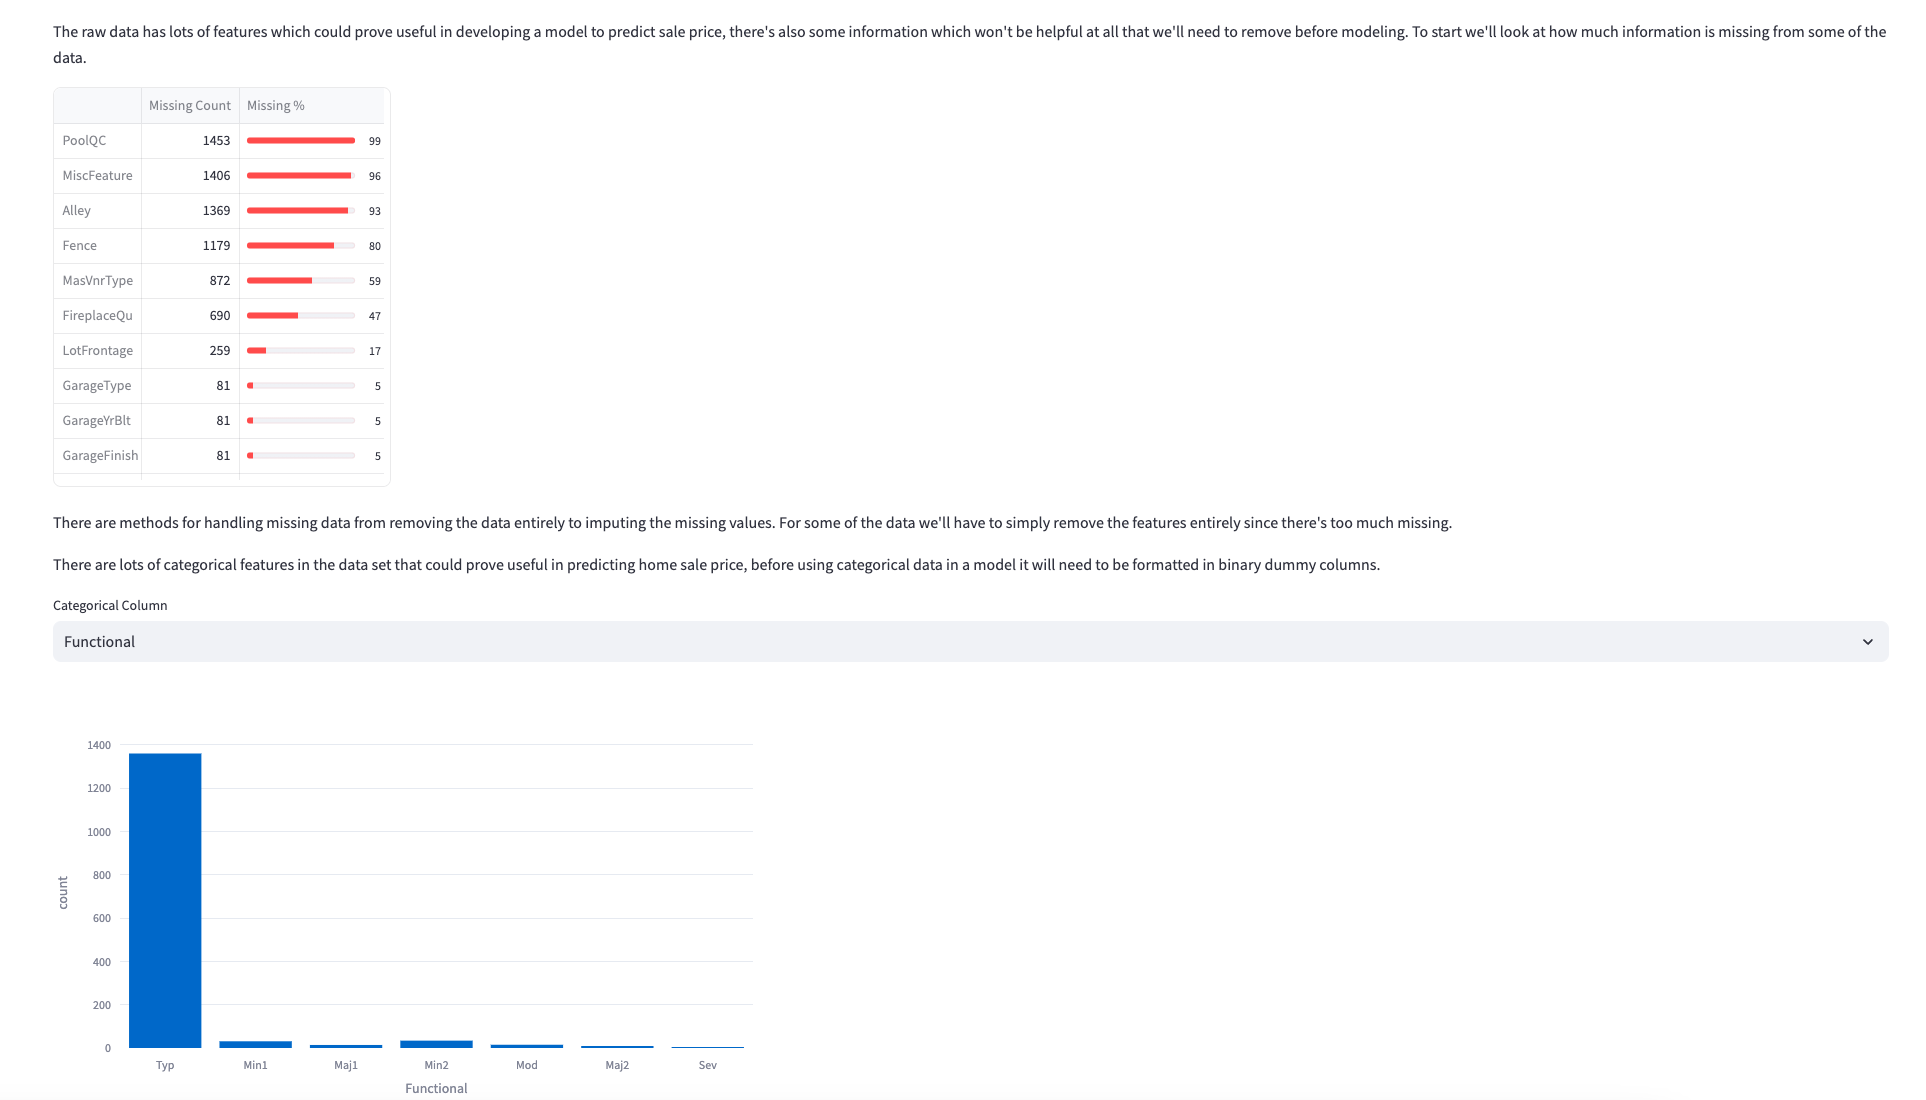 The raw data has lots of features which could prove useful in developing a model to predict sale price, there's also some information which won't be helpful at all that we'll need to remove before modeling. To start we'll look at how much information is missing from some of the
data.
Missing Count Missing %
PoolQC 1453 99
MiscFeature 1406 96
Alley 1369 93
Fence 1179 80
MasVnrType 872 59
FireplaceQu 690 47
LotFrontage 259 17
GarageType 81 5
GarageYrBlt 81 5
GarageFinish 81 5
There are methods for handling missing data from removing the data entirely to imputing the missing values. For some of the data we'll have to simply remove the features entirely since there's too much missing.
There are lots of categorical features in the data set that could prove useful in predicting home sale price, before using categorical data in a model it will need to be formatted in binary dummy columns.
Categorical Column
Functional
1400
1200
1000
800
600
400
200
0
count
Typ Min1 Maj1 Min2 Mod Maj2 Sev
Functional